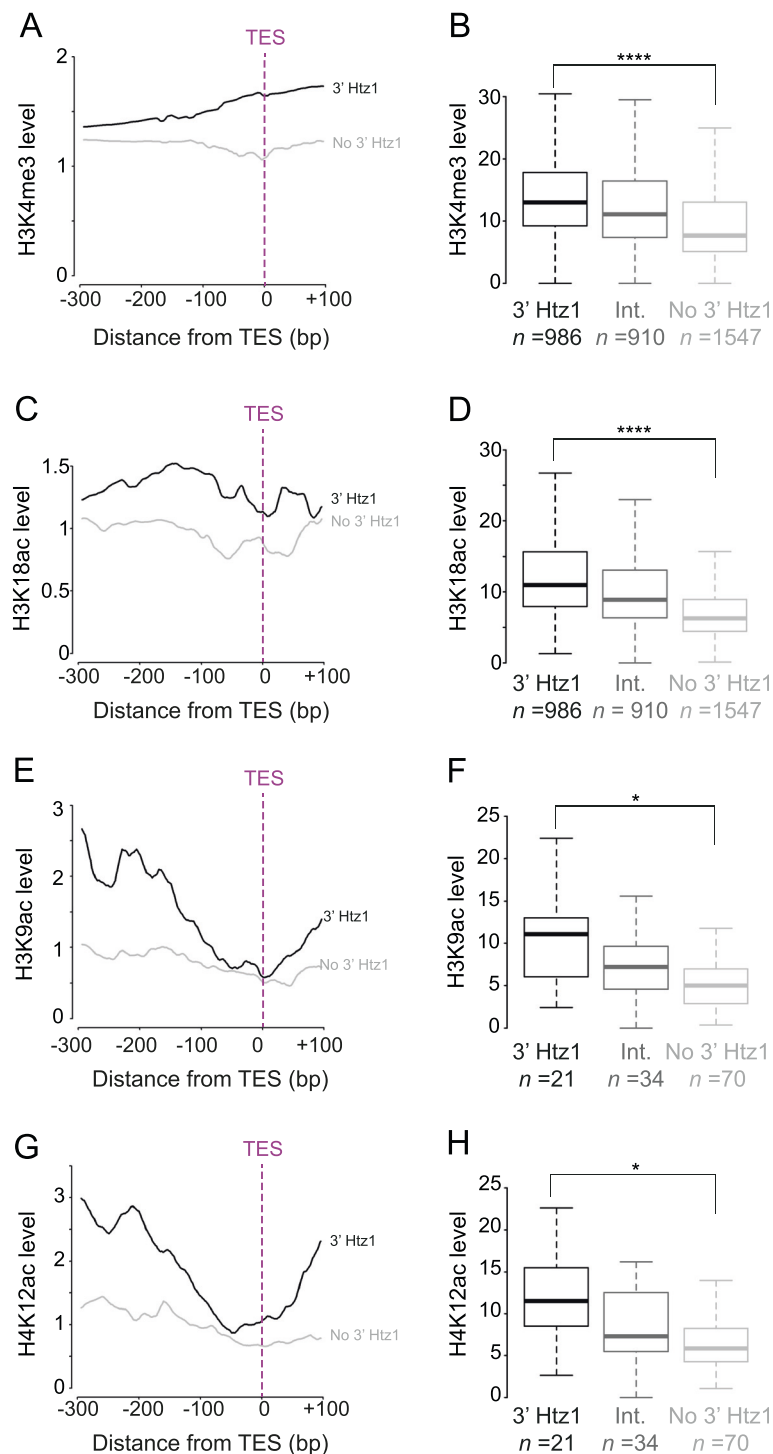 A
TES
2
1
0
H3K4me3 level
3’ Htz1
No 3’ Htz1
-300 -200 -100 0 +100
Distance from TES (bp)
B
****
30
20
10
0
H3K4me3 level
3’ Htz1 Int. No 3’ Htz1
n =986 n =910 n =1547
C
TES
1.5
1
0.5
0
H3K18ac level
3’ Htz1
No 3’ Htz1
-300 -200 -100 0 +100
Distance from TES (bp)
D
****
30
20
10
0
H3K18ac level
3’ Htz1 Int. No 3’ Htz1
n =986 n = 910 n =1547
E
TES
3
2
1
0
H3K9ac level
3’ Htz1
No 3’ Htz1
-300 -200 -100 0 +100
Distance from TES (bp)
F
*
25
20
15
10
5
0
H3K9ac level
3’ Htz1 Int. No 3’ Htz1
n =21 n =34 n =70
G
TES
3
2
1
0
H4K12ac level
3’ Htz1
No 3’ Htz1
-300 -200 -100 0 +100
Distance from TES (bp)
H
*
25
20
15
10
5
0
H4K12ac level
3’ Htz1 Int. No 3’ Htz1
n =21 n =34 n =70